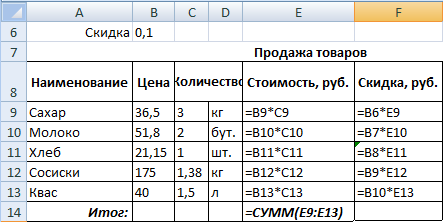 A B C D E F
6 Скидка 0,1
7 Продажа товаров
8 Наименование Цена Количество Стоимость, руб. Скидка, руб.
9 Сахар 36,5 3 кг =B9*C9 =B6*E9
10 Молоко 51,8 2 бут. =B10*C10 =B7*E10
11 Хлеб 21,15 1 шт. =B11*C11 =B8*E11
12 Сосиски 175 1,38 кг =B12*C12 =B9*E12
13 Квас 40 1,5 л =B13*C13 =B10*E13
14 Итог: =СУММ(E9:E13)